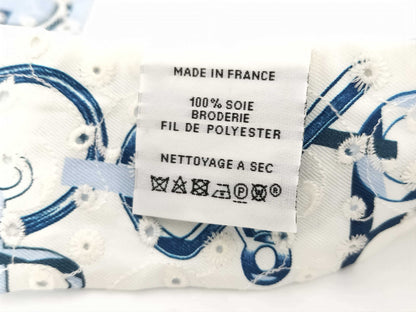 MADE IN FRANCE
100% SOIE
BRODERIE
FIL DE POLYESTER
NETTOYAGE A SEC
P ®